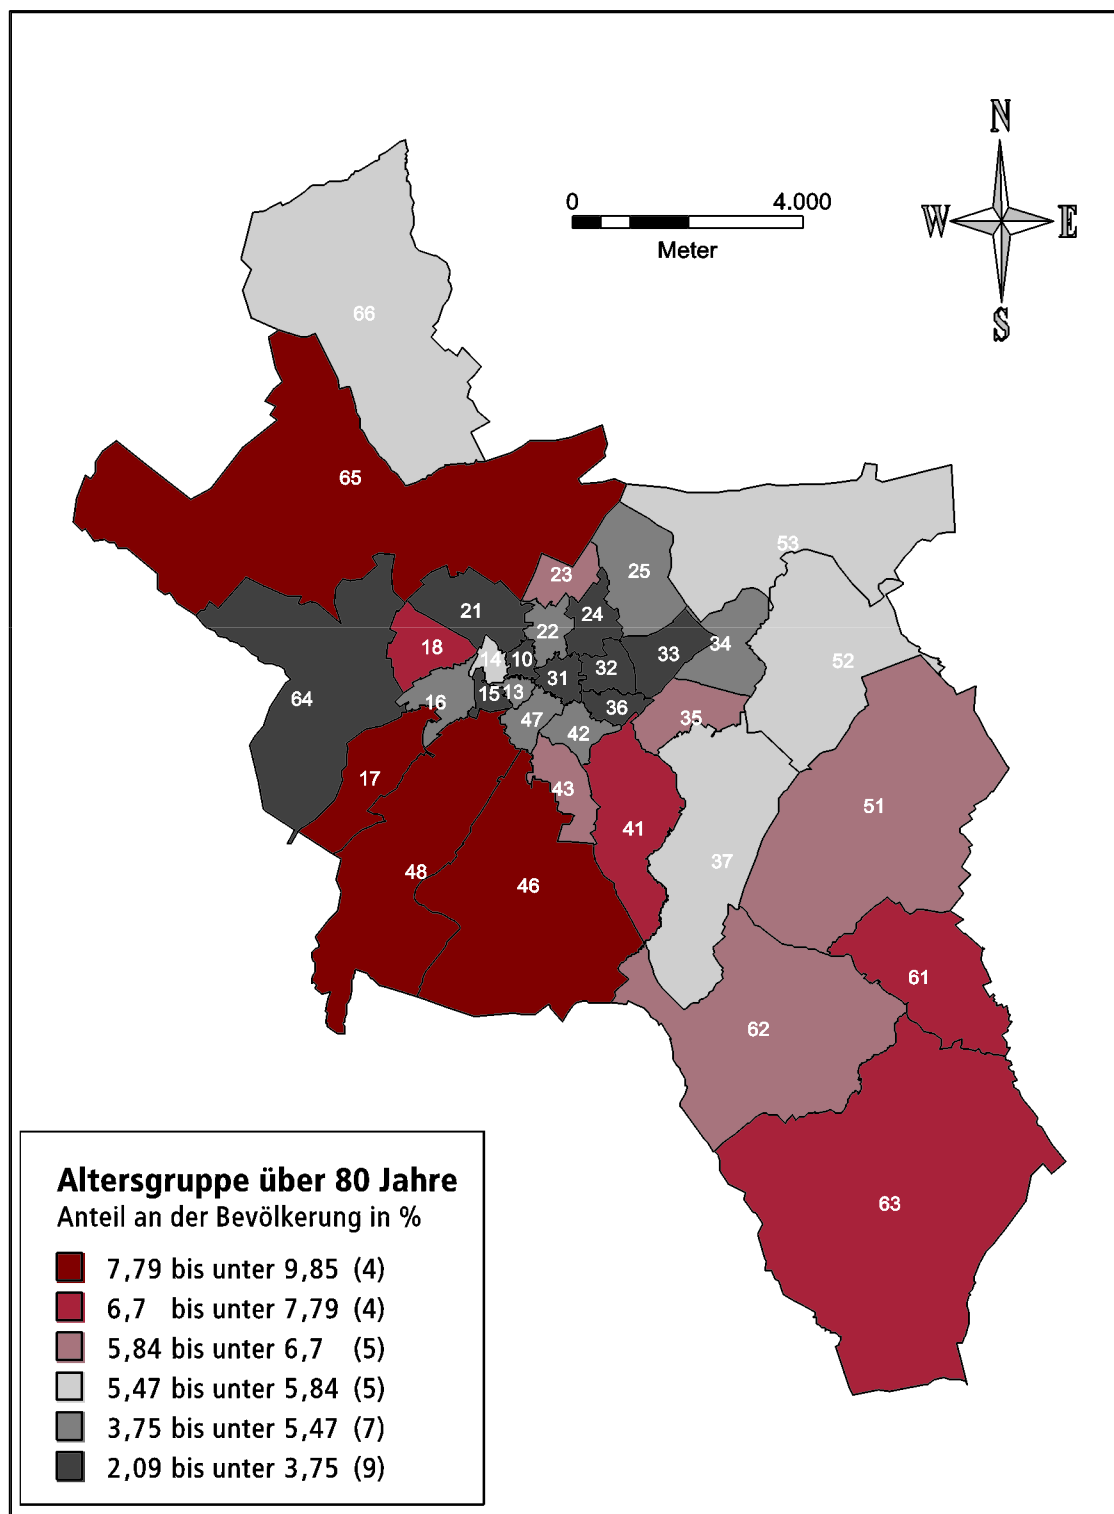 N
0 4.000
W E
Meter
S
66
65
53
23 25
21 24
22 34
18 14 10 33 52
32
31
64 15 13
16 36
47 35
42
17 43
51
41
37
48
46
61
62
Altersgruppe über 80 Jahre
63
Anteil an der Bevölkerung in %
7,79 bis unter 9,85 (4)
6,7 bis unter 7,79 (4)
5,84 bis unter 6,7 (5)
5,47 bis unter 5,84 (5)
3,75 bis unter 5,47 (7)
2,09 bis unter 3,75 (9)